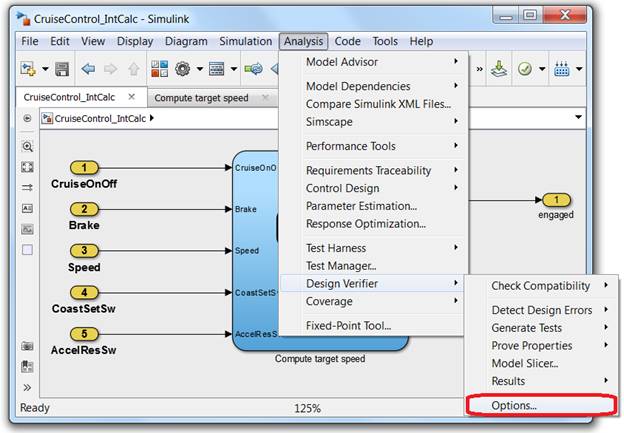 CruiseControl_IntCalc - Simulink
File Edit View Display Diagram Simulation Analysis Code Tools Help
CruiseControl_IntCalc × Compute target speed ×
CruiseControl_IntCalc
1
CruiseOnOff
2
Brake
3
Speed
4
CoastSetSw
5
AccelResSw
CruiseOnO
Brake
Speed
CoastSetSw
AccelResS
Compute target speed
1
engaged
Model Advisor
Model Dependencies
Compare Simulink XML Files...
Simscape
Performance Tools
Requirements Traceability
Control Design
Parameter Estimation...
Response Optimization...
Test Harness
Test Manager...
Design Verifier
Coverage
Fixed-Point Tool...
Check Compatibility
Detect Design Errors
Generate Tests
Prove Properties
Model Slicer...
Results
Options...
Ready 125%